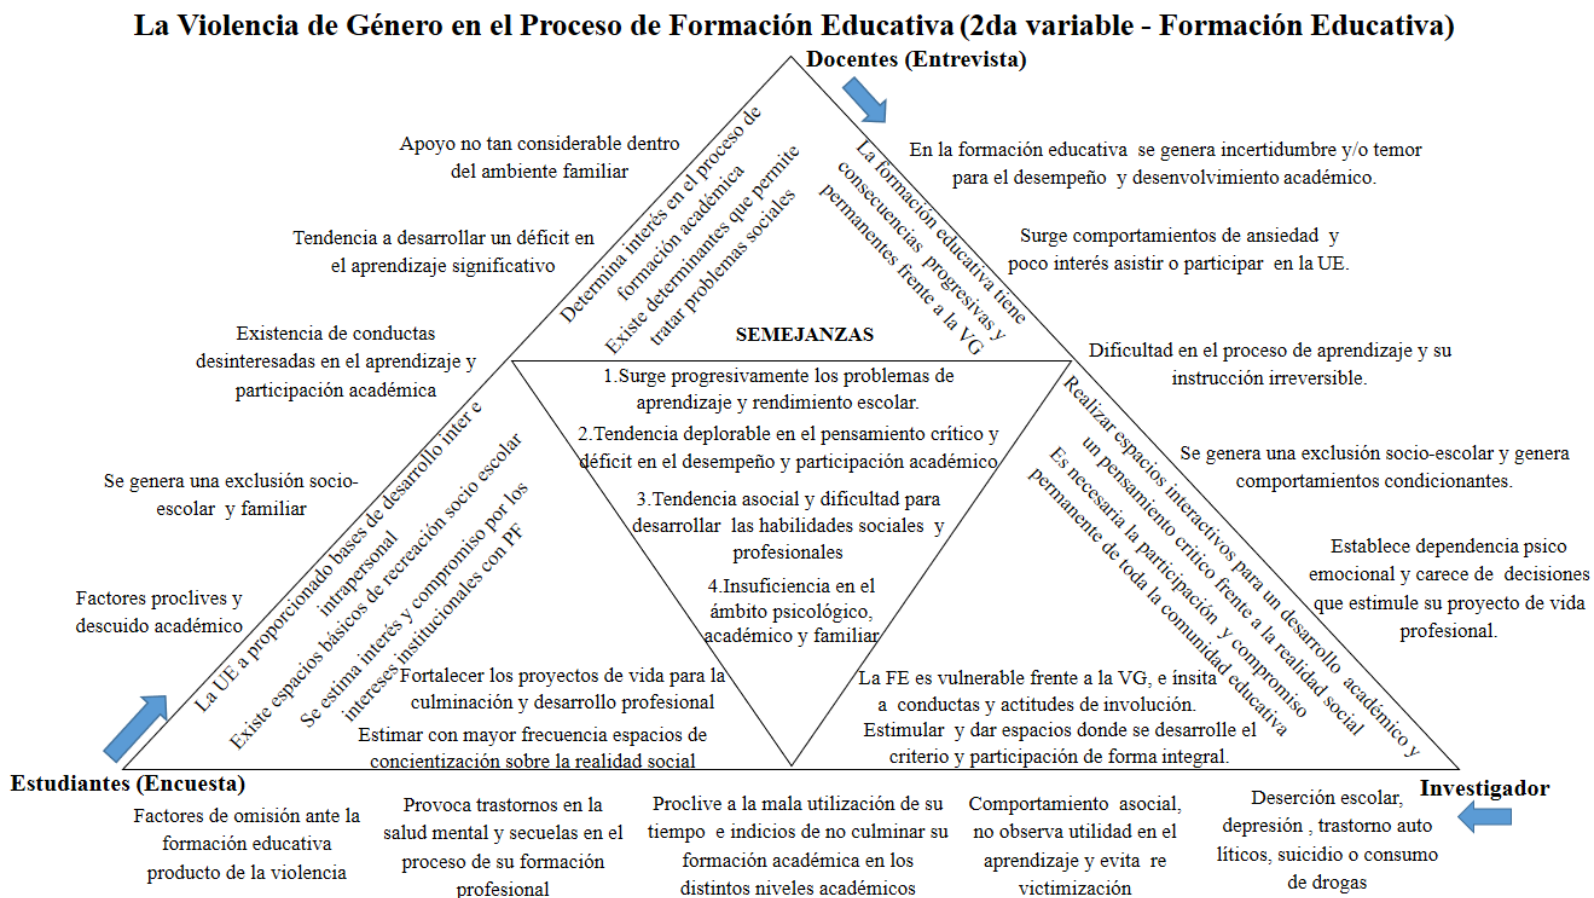 La Violencia de Género en el Proceso de Formación Educativa (2da variable - Formación Educativa)
Docentes (Entrevista)
Apoyo no tan considerable dentro
del ambiente familiar
Tendencia a desarrollar un déficit en
el aprendizaje significativo
Existencia de conductas
desinteresadas en el aprendizaje y
participación académica
Se genera una exclusión socio-
escolar y familiar
Factores proclives y
descuido académico
Determina interés en el proceso de
formación académica
Existe determinantes que permite
tratar problemas sociales
La formación educativa tiene
consecuencias progresivas y
permanentes frente a la VG
En la formación educativa se genera incertidumbre y/o temor
para el desempeño y desenvolvimiento académico.
Surge comportamientos de ansiedad y
poco interés asistir o participar en la UE.
Dificultad en el proceso de aprendizaje y su
instrucción irreversible.
Se genera una exclusión socio-escolar y genera
comportamientos condicionantes.
Establece dependencia psico
emocional y carece de decisiones
que estimule su proyecto de vida
profesional.
SEMEJANZAS
1.Surge progresivamente los problemas de
aprendizaje y rendimiento escolar.
2.Tendencia deplorable en el pensamiento crítico y
déficit en el desempeño y participación académico
3.Tendencia asocial y dificultad para
desarrollar las habilidades sociales y
profesionales
4.Insuficiencia en el
ámbito psicológico,
académico y familiar
La UE a proporcionado bases de desarrollo inter e
intrapersonal
Existe espacios básicos de recreación socio escolar
Se estima interés y compromiso por los
intereses institucionales con PF
Fortalecer los proyectos de vida para la
culminación y desarrollo profesional
Estimar con mayor frecuencia espacios de
concientización sobre la realidad social
Realizar espacios interactivos para un desarrollo académico y
un pensamiento crítico frente a la realidad social
Es necesaria la participación y compromiso
permanente de toda la comunidad educativa
La FE es vulnerable frente a la VG, e ínsita
a conductas y actitudes de involución.
Estimular y dar espacios donde se desarrolle el
criterio y participación de forma integral.
Estudiantes (Encuesta)
Investigador
Factores de omisión ante la
formación educativa
producto de la violencia
Provoca trastornos en la
salud mental y secuelas en el
proceso de su formación
profesional
Proclive a la mala utilización de su
tiempo e indicios de no culminar su
formación académica en los
distintos niveles académicos
Comportamiento asocial,
no observa utilidad en el
aprendizaje y evita re
victimización
Deserción escolar,
depresión , trastorno auto
líticos, suicidio o consumo
de drogas